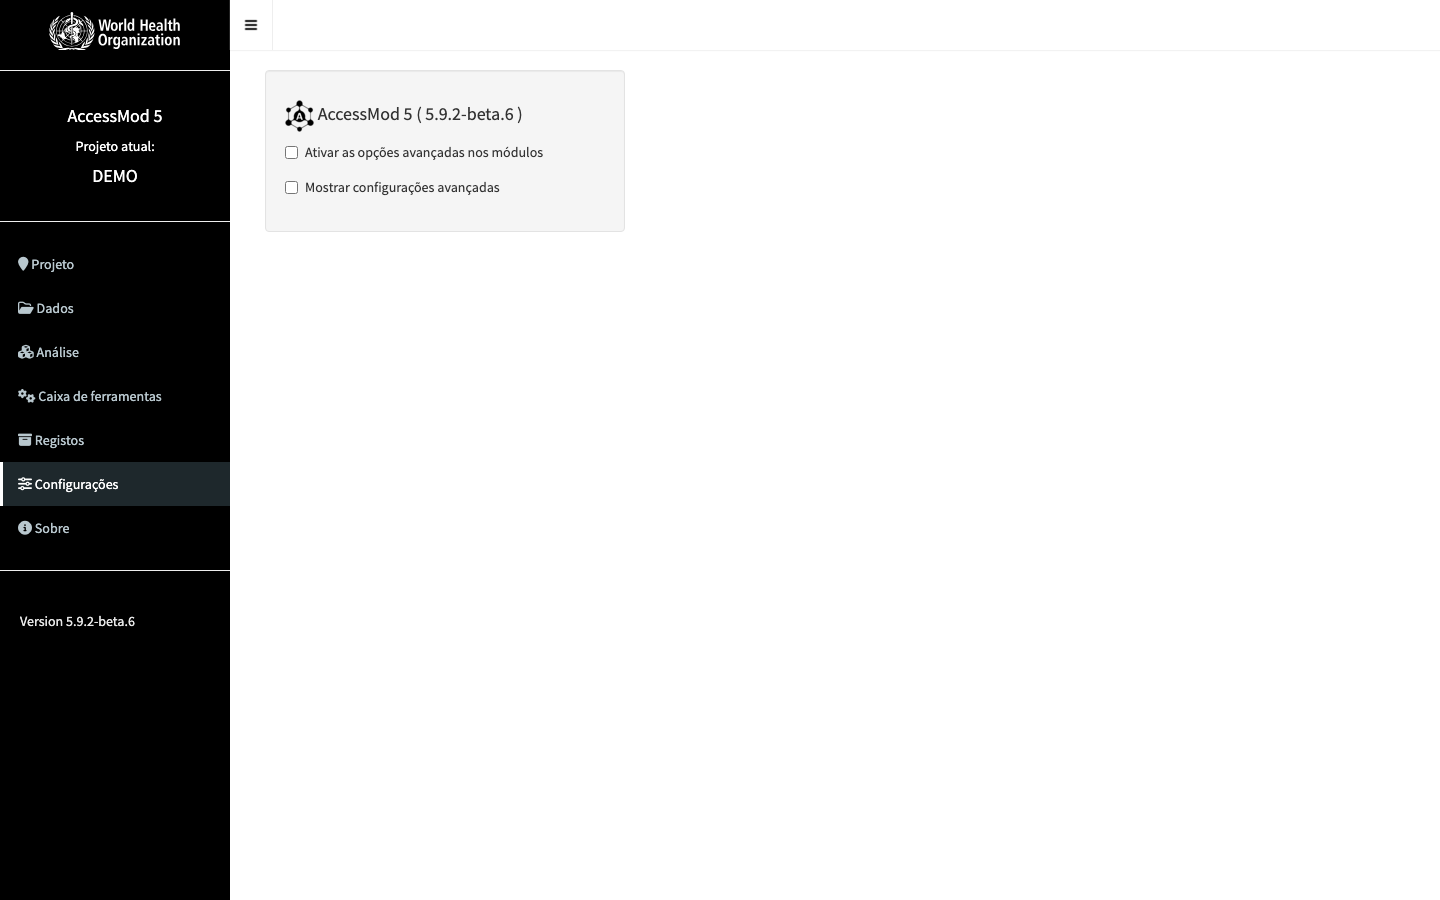 World Health
Organization
AccessMod 5
Projeto atual:
DEMO
Projeto
Dados
Análise
Caixa de ferramentas
Registos
Configurações
Sobre
Version 5.9.2-beta.6
AccessMod 5 ( 5.9.2-beta.6 )
Ativar as opções avançadas nos módulos
Mostrar configurações avançadas